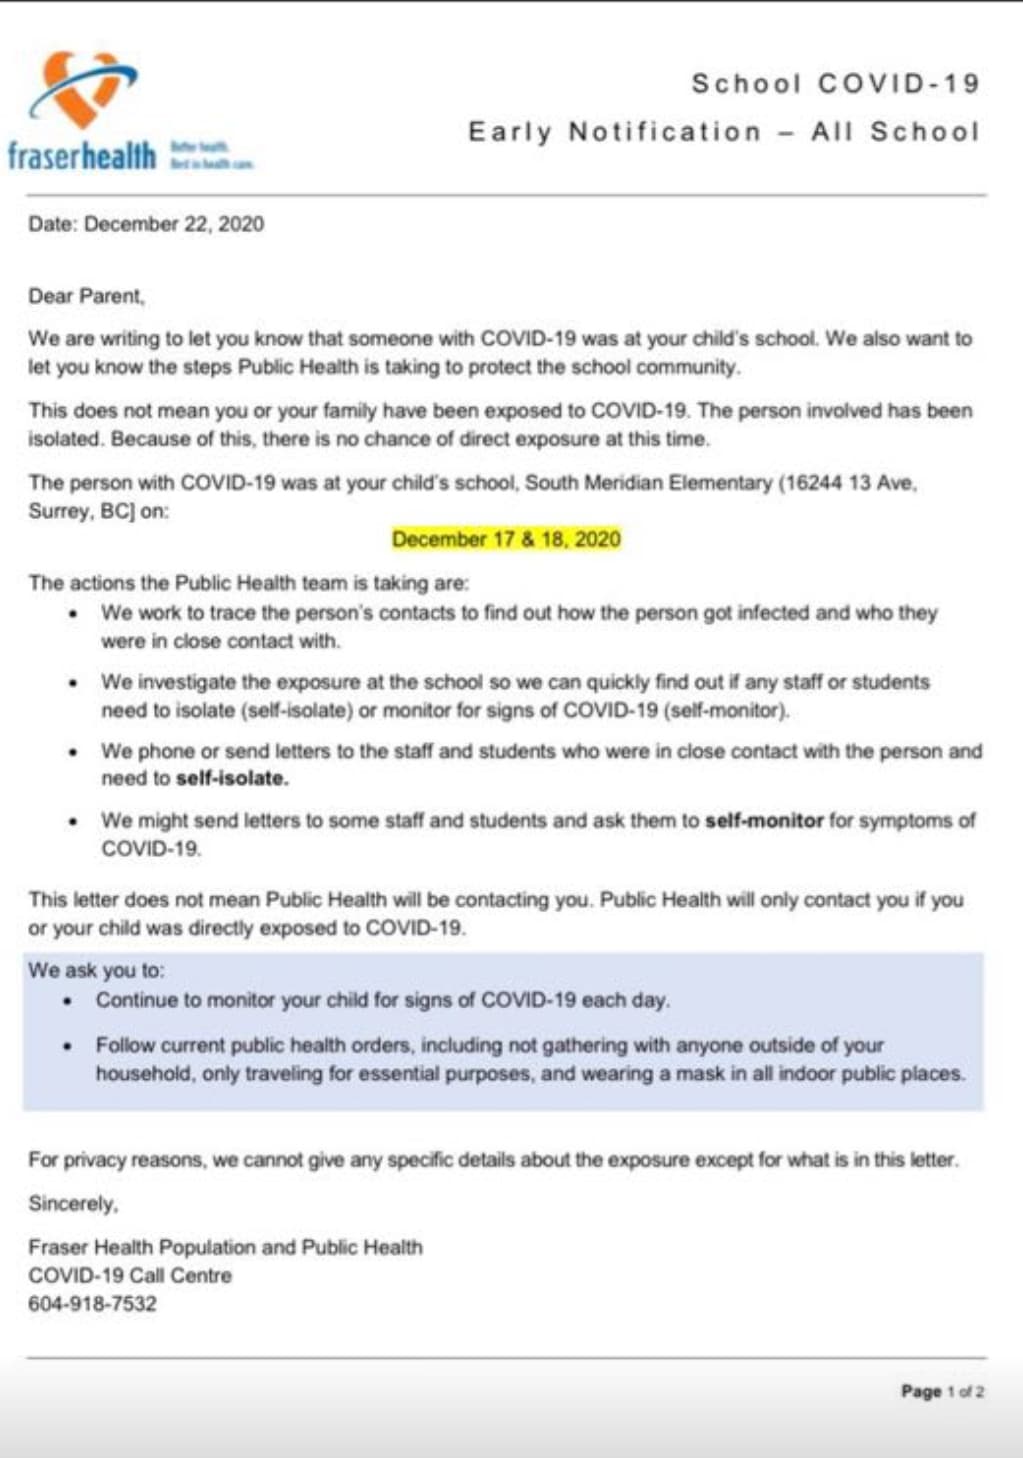 School COVID-19
Early Notification – All School
fraserhealth
Better health.
Best in health care.
Date: December 22, 2020
Dear Parent,
We are writing to let you know that someone with COVID-19 was at your child's school. We also want to
let you know the steps Public Health is taking to protect the school community.
This does not mean you or your family have been exposed to COVID-19. The person involved has been
isolated. Because of this, there is no chance of direct exposure at this time.
The person with COVID-19 was at your child's school, South Meridian Elementary (16244 13 Ave,
Surrey, BC] on:
December 17 & 18, 2020
The actions the Public Health team is taking are:
• We work to trace the person's contacts to find out how the person got infected and who they
were in close contact with.
• We investigate the exposure at the school so we can quickly find out if any staff or students
need to isolate (self-isolate) or monitor for signs of COVID-19 (self-monitor).
• We phone or send letters to the staff and students who were in close contact with the person and
need to self-isolate.
• We might send letters to some staff and students and ask them to self-monitor for symptoms of
COVID-19.
This letter does not mean Public Health will be contacting you. Public Health will only contact you if you
or your child was directly exposed to COVID-19.
We ask you to:
• Continue to monitor your child for signs of COVID-19 each day.
• Follow current public health orders, including not gathering with anyone outside of your
household, only traveling for essential purposes, and wearing a mask in all indoor public places.
For privacy reasons, we cannot give any specific details about the exposure except for what is in this letter.
Sincerely,
Fraser Health Population and Public Health
COVID-19 Call Centre
604-918-7532
Page 1 of 2